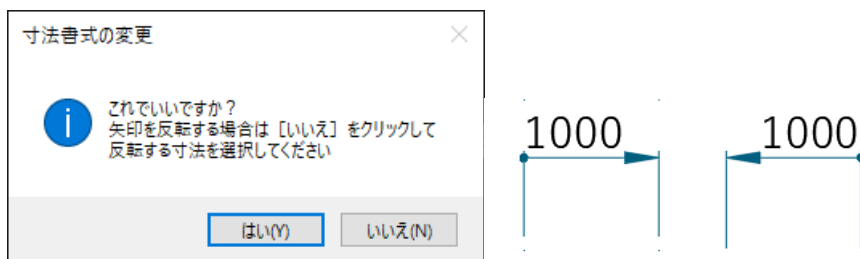 寸法書式の変更
これでいいですか？
矢印を反転する場合は［いいえ］をクリックして
反転する寸法を選択してください
はい(Y)
いいえ(N)
1000
1000